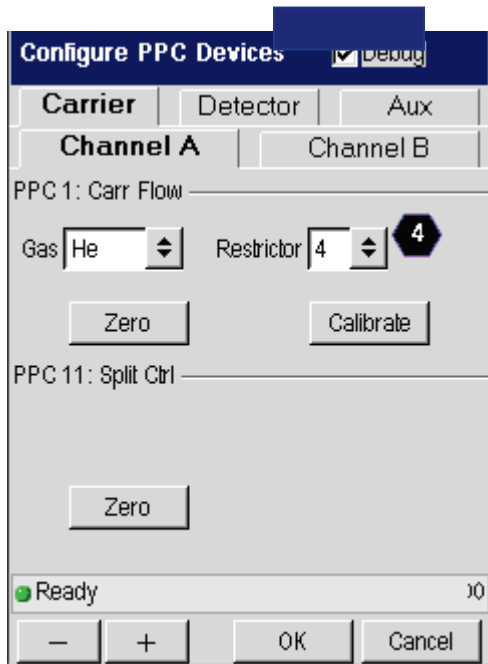 Configure PPC Devices Debug
Carrier Detector Aux
Channel A Channel B
PPC 1: Carr Flow
Gas He Restrictor 4 4
Zero Calibrate
PPC 11: Split Ctrl
Zero
Ready
− + OK Cancel